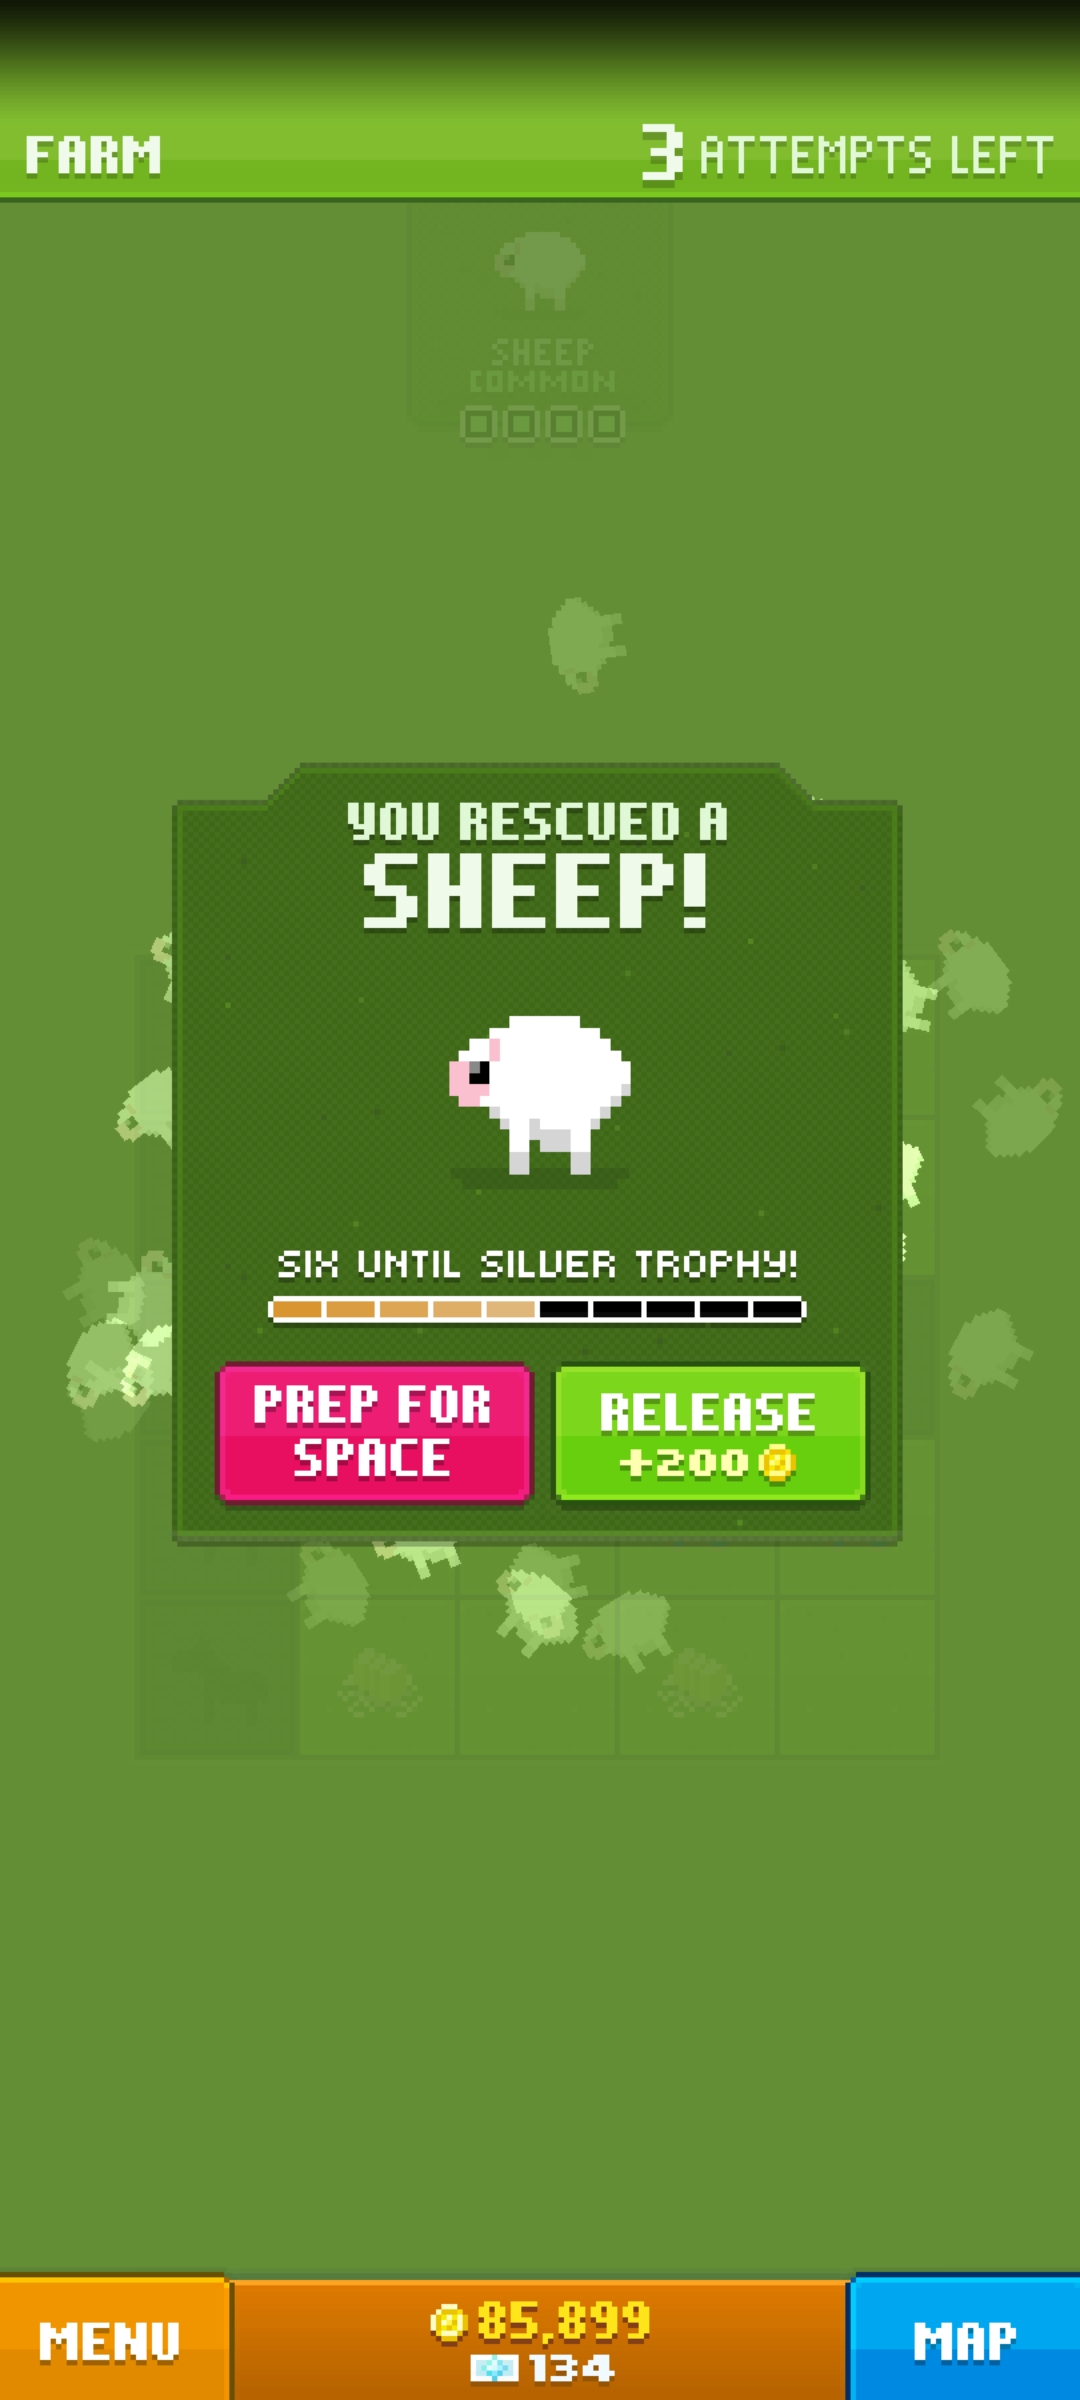 FARM
3 ATTEMPTS LEFT
SHEEP
COMMON
YOU RESCUED A
SHEEP!
SIX UNTIL SILVER TROPHY!
PREP FOR
SPACE
RELEASE
+200
MENU
85,899
134
MAP